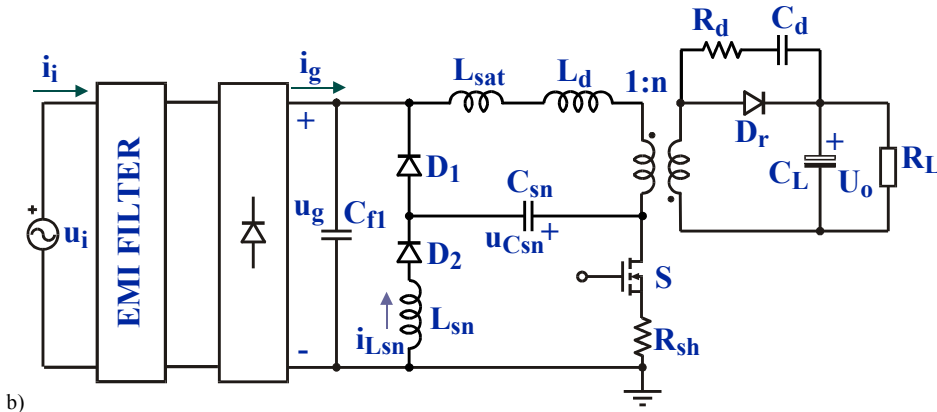 R_d C_d
i_i i_g L_sat L_d 1:n
+ D_r
EMI FILTER
D_1 C_sn C_L + U_o R_L
+ u_i u_g C_f1 u_Csn +
D_2 S
i_Lsn L_sn R_sh
-
b)